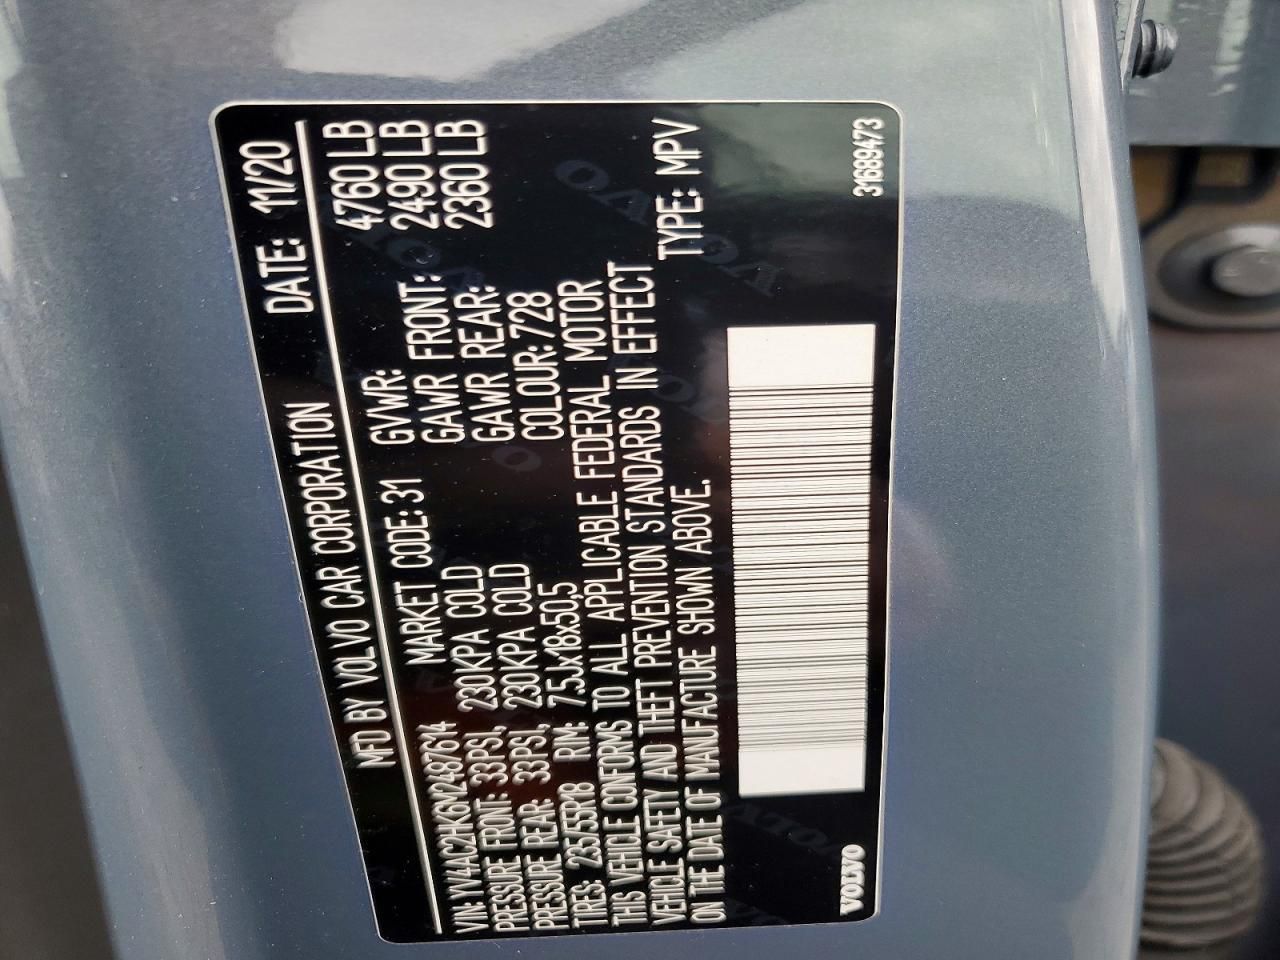 MFD BY VOLVO CAR CORPORATION DATE: 11/20
VIN: YV4AC2HK6M2487614 MARKET CODE: 31 GVWR: 4760 LB
PRESSURE FRONT: 33PSI, 230KPA COLD GAWR FRONT: 2490 LB
PRESSURE REAR: 33PSI, 230KPA COLD GAWR REAR: 2360 LB
TIRES: 235/55R18 RIM: 7.5Jx18x50,5 COLOUR: 728
THIS VEHICLE CONFORMS TO ALL APPLICABLE FEDERAL MOTOR
VEHICLE SAFETY AND THEFT PREVENTION STANDARDS IN EFFECT
ON THE DATE OF MANUFACTURE SHOWN ABOVE. TYPE: MPV
VOLVO 31689473